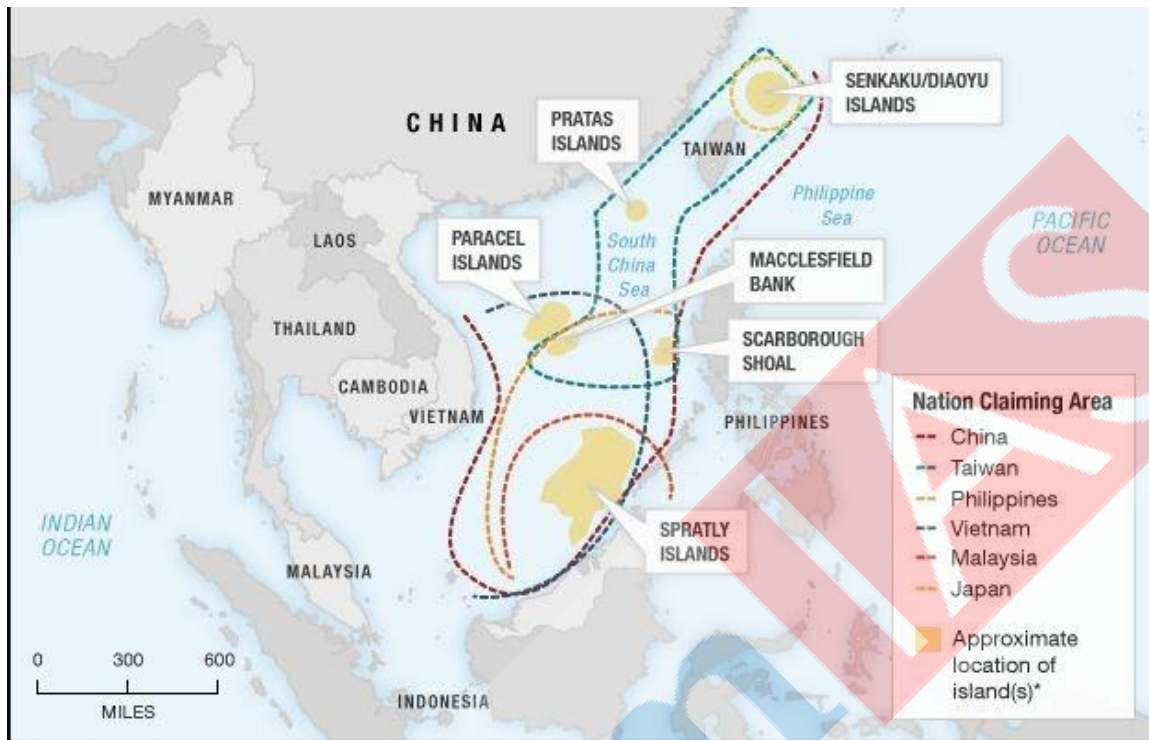 SENKAKU/DIAOYU
ISLANDS
CHINA
PRATAS
ISLANDS
TAIWAN
MYANMAR
Philippine
Sea
PACIFIC
OCEAN
LAOS
PARACEL
ISLANDS
South
China
Sea
MACCLESFIELD
BANK
THAILAND
SCARBOROUGH
SHOAL
CAMBODIA
VIETNAM
PHILIPPINES
Nation Claiming Area
China
Taiwan
Philippines
Vietnam
Malaysia
Japan
Approximate
location of
island(s)*
INDIAN
OCEAN
SPRATLY
ISLANDS
MALAYSIA
0 300 600
MILES
INDONESIA
IAS